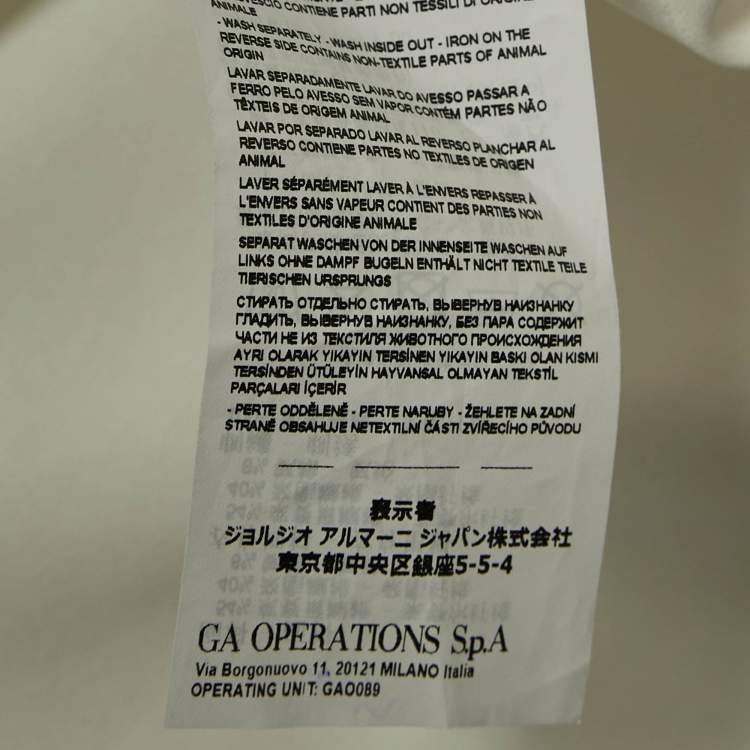 ROVESCIO CONTIENE PARTI NON TESSILI DI ORIGINE
ANIMALE
- WASH SEPARATELY - WASH INSIDE OUT - IRON ON THE
REVERSE SIDE CONTAINS NON-TEXTILE PARTS OF ANIMAL
ORIGIN
LAVAR SEPARADAMENTE LAVAR DO AVESSO PASSAR A
FERRO PELO AVESSO SEM VAPOR CONTÉM PARTES NÃO
TÊXTEIS DE ORIGEM ANIMAL
LAVAR POR SEPARADO LAVAR AL REVERSO PLANCHAR AL
REVERSO CONTIENE PARTES NO TEXTILES DE ORIGEN
ANIMAL
LAVER SÉPARÉMENT LAVER À L'ENVERS REPASSER À
L'ENVERS SANS VAPEUR CONTIENT DES PARTIES NON
TEXTILES D'ORIGINE ANIMALE
SEPARAT WASCHEN VON DER INNENSEITE WASCHEN AUF
LINKS OHNE DAMPF BUGELN ENTHÄLT NICHT TEXTILE TEILE
TIERISCHEN URSPRUNGS
СТИРАТЬ ОТДЕЛЬНО СТИРАТЬ, ВЫВЕРНУВ НАИЗНАНКУ
ГЛАДИТЬ, ВЫВЕРНУВ НАИЗНАНКУ, БЕЗ ПАРА СОДЕРЖИТ
ЧАСТИ НЕ ИЗ ТЕКСТИЛЯ ЖИВОТНОГО ПРОИСХОЖДЕНИЯ
AYRI OLARAK YIKAYIN TERSINEN YIKAYIN BASKI OLAN KISMI
TERSİNDEN ÜTÜLEYİN HAYVANSAL OLMAYAN TEKSTİL
PARÇALARI İÇERİR
- PERTE ODDĚLENĚ - PERTE NARUBY - ŽEHLETE NA ZADNÍ
STRANĚ OBSAHUJE NETEXTILNÍ ČÁSTI ZVÍŘECÍHO PŮVODU
表示者
ジョルジオ アルマーニ ジャパン株式会社
東京都中央区銀座5-5-4
GA OPERATIONS S.p.A
Via Borgonuovo 11, 20121 MILANO Italia
OPERATING UNIT: GAO089